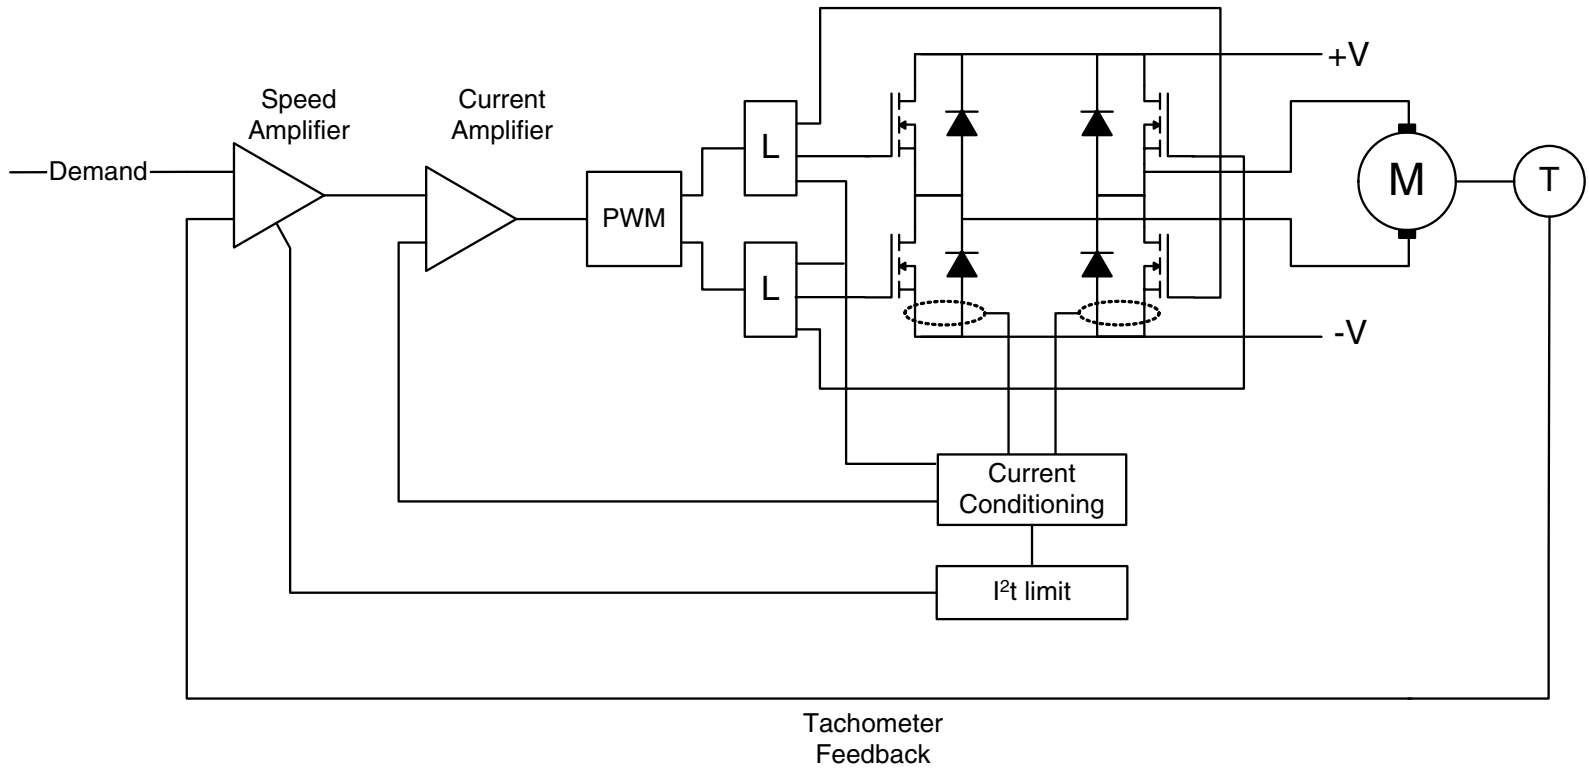 Speed
Amplifier
Current
Amplifier
Demand
PWM
L
L
+V
-V
M
T
Current
Conditioning
I²t limit
Tachometer
Feedback